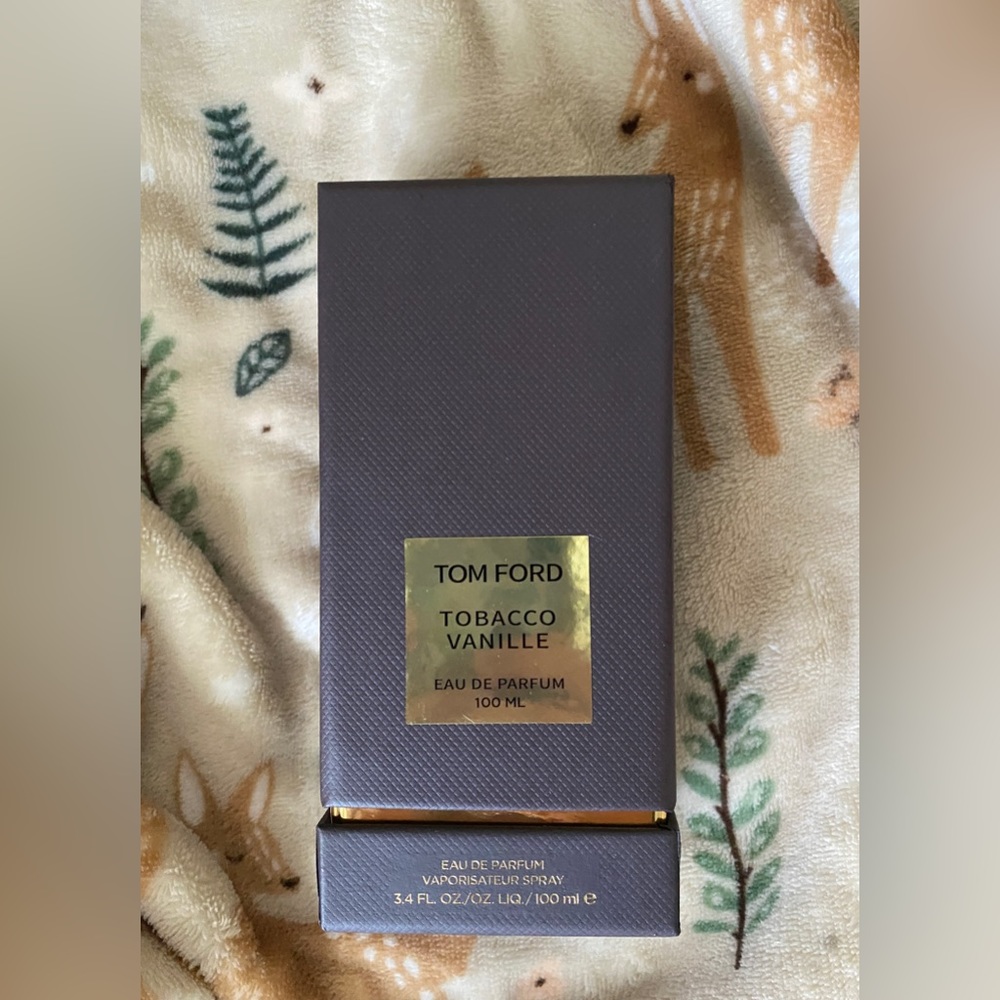 TOM FORD
TOBACCO
VANILLE
EAU DE PARFUM
100 ML
EAU DE PARFUM
VAPORISATEUR SPRAY
3.4 FL. OZ./OZ. LIQ. / 100 ml ℮